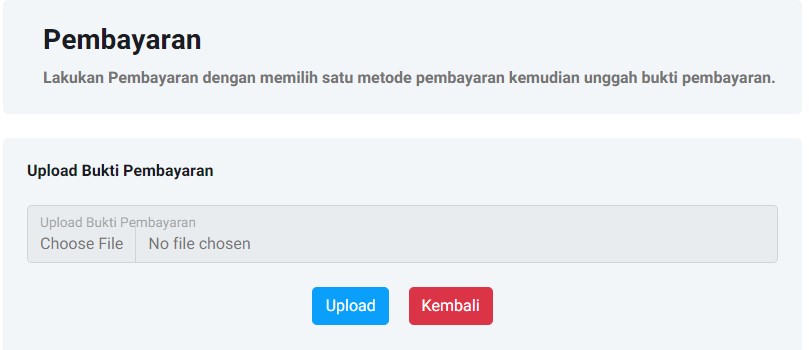 Pembayaran
Lakukan Pembayaran dengan memilih satu metode pembayaran kemudian unggah bukti pembayaran.
Upload Bukti Pembayaran
Upload Bukti Pembayaran
Choose File No file chosen
Upload Kembali